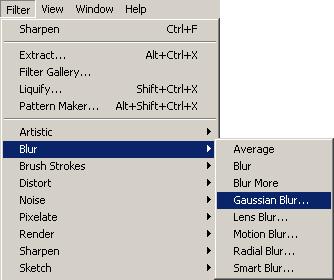 Filter View Window Help
Sharpen Ctrl+F
Extract... Alt+Ctrl+X
Filter Gallery...
Liquify... Shift+Ctrl+X
Pattern Maker... Alt+Shift+Ctrl+X
Artistic
Blur
Brush Strokes
Distort
Noise
Pixelate
Render
Sharpen
Sketch
Average
Blur
Blur More
Gaussian Blur...
Lens Blur...
Motion Blur...
Radial Blur...
Smart Blur...